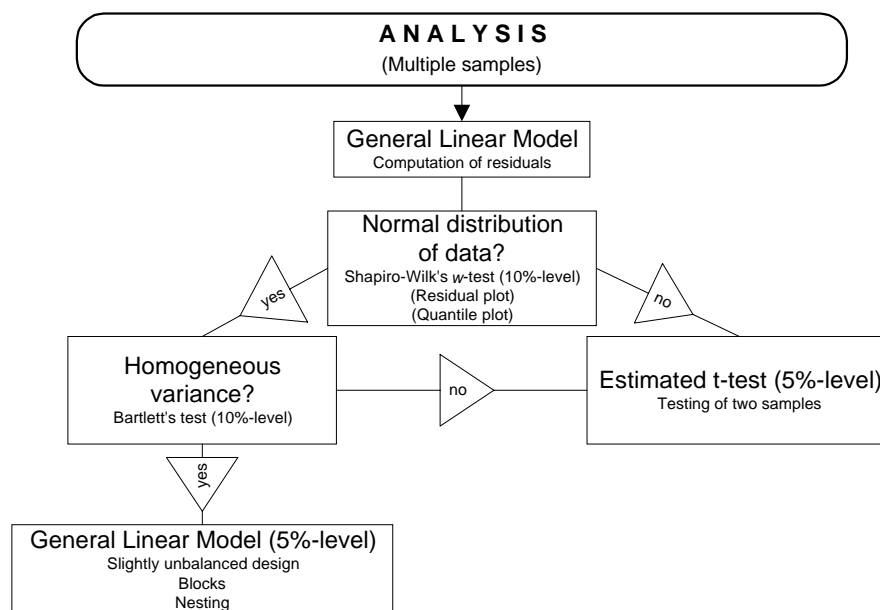 A N A L Y S I S
(Multiple samples)
General Linear Model
Computation of residuals
Normal distribution
of data?
Shapiro-Wilk's w-test (10%-level)
(Residual plot)
(Quantile plot)
yes
no
Homogeneous
variance?
Bartlett's test (10%-level)
no
Estimated t-test (5%-level)
Testing of two samples
yes
General Linear Model (5%-level)
Slightly unbalanced design
Blocks
Nesting